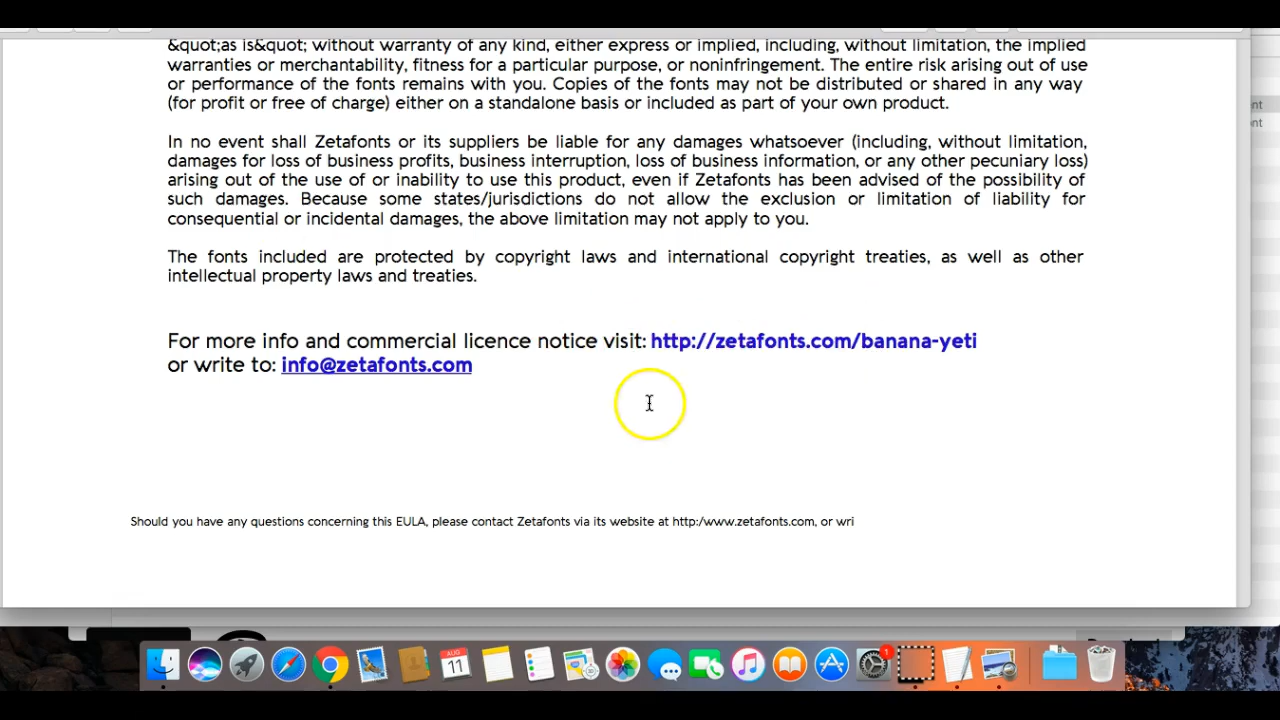 &quot;as is&quot; without warranty of any kind, either express or implied, including, without limitation, the implied
warranties or merchantability, fitness for a particular purpose, or noninfringement. The entire risk arising out of use
or performance of the fonts remains with you. Copies of the fonts may not be distributed or shared in any way
(for profit or free of charge) either on a standalone basis or included as part of your own product.
In no event shall Zetafonts or its suppliers be liable for any damages whatsoever (including, without limitation,
damages for loss of business profits, business interruption, loss of business information, or any other pecuniary loss)
arising out of the use of or inability to use this product, even if Zetafonts has been advised of the possibility of
such damages. Because some states/jurisdictions do not allow the exclusion or limitation of liability for
consequential or incidental damages, the above limitation may not apply to you.
The fonts included are protected by copyright laws and international copyright treaties, as well as other
intellectual property laws and treaties.
For more info and commercial licence notice visit: http://zetafonts.com/banana-yeti
or write to: info@zetafonts.com
Should you have any questions concerning this EULA, please contact Zetafonts via its website at http:/www.zetafonts.com, or wri
AUG
11
1